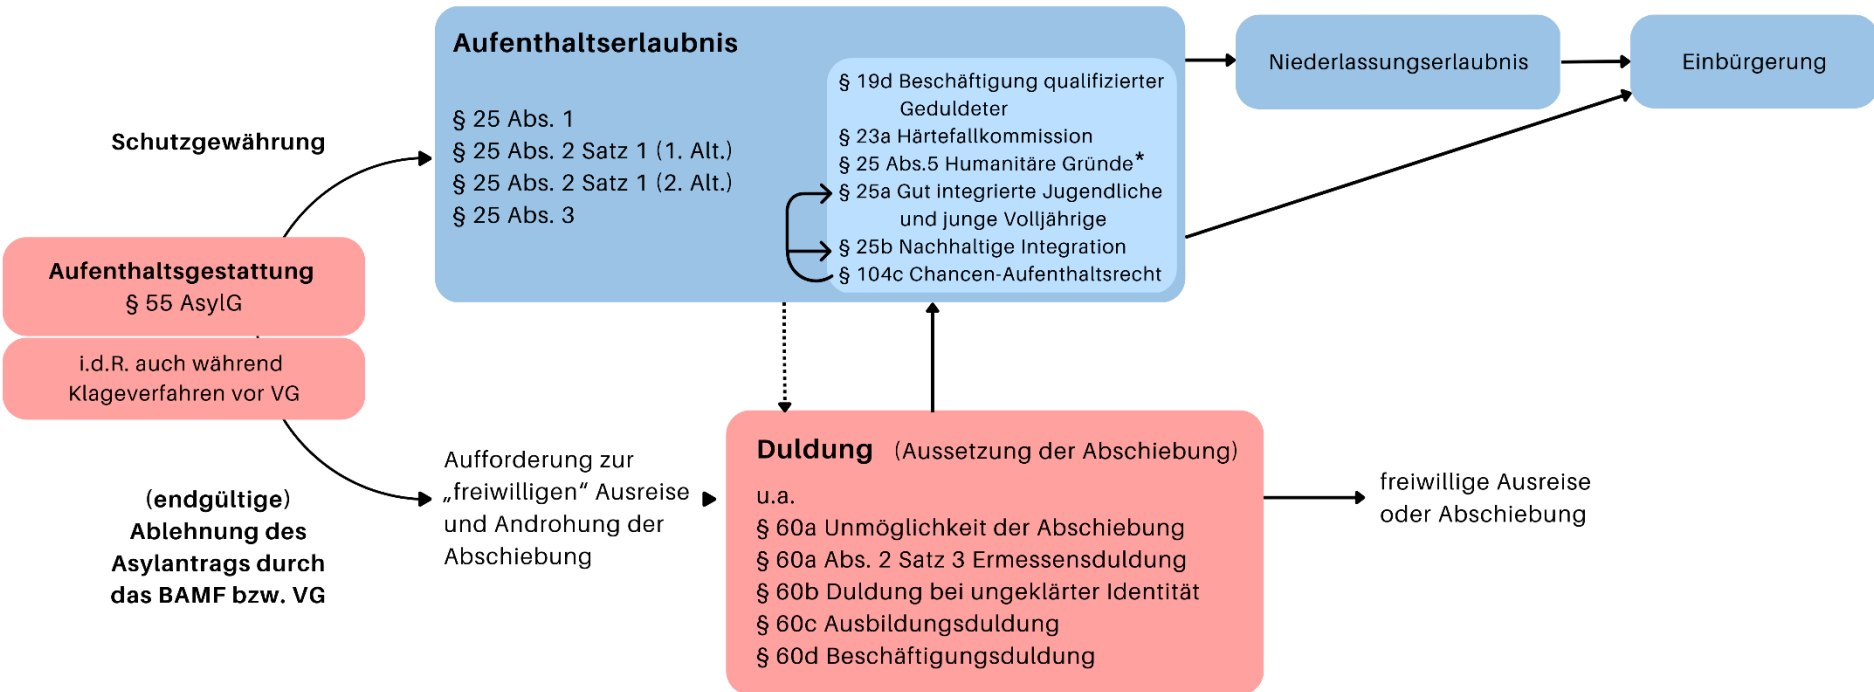 Schutzgewährung
Aufenthaltsgestattung
§ 55 AsylG
i.d.R. auch während
Klageverfahren vor VG
(endgültige)
Ablehnung des
Asylantrags durch
das BAMF bzw. VG
Aufenthaltserlaubnis
§ 25 Abs. 1
§ 25 Abs. 2 Satz 1 (1. Alt.)
§ 25 Abs. 2 Satz 1 (2. Alt.)
§ 25 Abs. 3
§ 19d Beschäftigung qualifizierter
Geduldeter
§ 23a Härtefallkommission
§ 25 Abs.5 Humanitäre Gründe*
§ 25a Gut integrierte Jugendliche
und junge Volljährige
§ 25b Nachhaltige Integration
§ 104c Chancen-Aufenthaltsrecht
Niederlassungserlaubnis
Einbürgerung
Aufforderung zur
„freiwilligen“ Ausreise
und Androhung der
Abschiebung
Duldung (Aussetzung der Abschiebung)
u.a.
§ 60a Unmöglichkeit der Abschiebung
§ 60a Abs. 2 Satz 3 Ermessensduldung
§ 60b Duldung bei ungeklärter Identität
§ 60c Ausbildungsduldung
§ 60d Beschäftigungsduldung
freiwillige Ausreise
oder Abschiebung